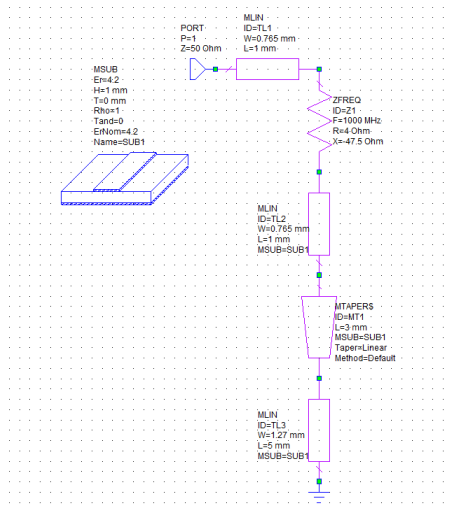 MLIN
ID=TL1
W=0.765 mm
L=1 mm
PORT
P=1
Z=50 Ohm
MSUB
Er=4.2
H=1 mm
T=0 mm
Rho=1
Tand=0
ErNom=4.2
Name=SUB1
ZFREQ
ID=Z1
F=1000 MHz
R=4 Ohm
X=-47.5 Ohm
MLIN
ID=TL2
W=0.765 mm
L=1 mm
MSUB=SUB1
MTAPER$
ID=MT1
L=3 mm
MSUB=SUB1
Taper=Linear
Method=Default
MLIN
ID=TL3
W=1.27 mm
L=5 mm
MSUB=SUB1